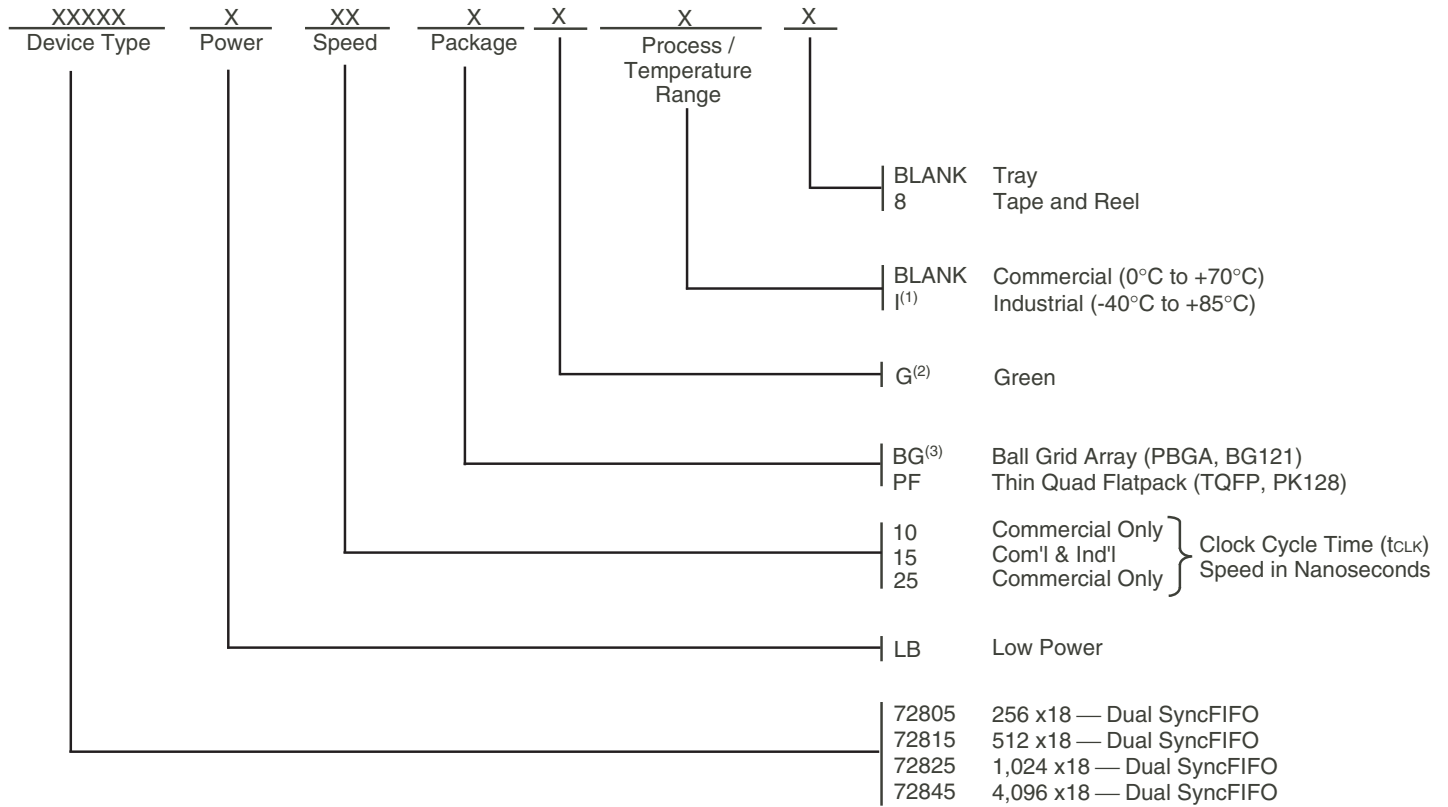 XXXXX X XX X X X X
Device Type Power Speed Package Process /
Temperature
Range
BLANK Tray
8 Tape and Reel
BLANK Commercial (0°C to +70°C)
I(1) Industrial (-40°C to +85°C)
G(2) Green
BG(3) Ball Grid Array (PBGA, BG121)
PF Thin Quad Flatpack (TQFP, PK128)
10 Commercial Only
15 Com'l & Ind'l
25 Commercial Only
Clock Cycle Time (tCLK)
Speed in Nanoseconds
LB Low Power
72805 256 x18 — Dual SyncFIFO
72815 512 x18 — Dual SyncFIFO
72825 1,024 x18 — Dual SyncFIFO
72845 4,096 x18 — Dual SyncFIFO